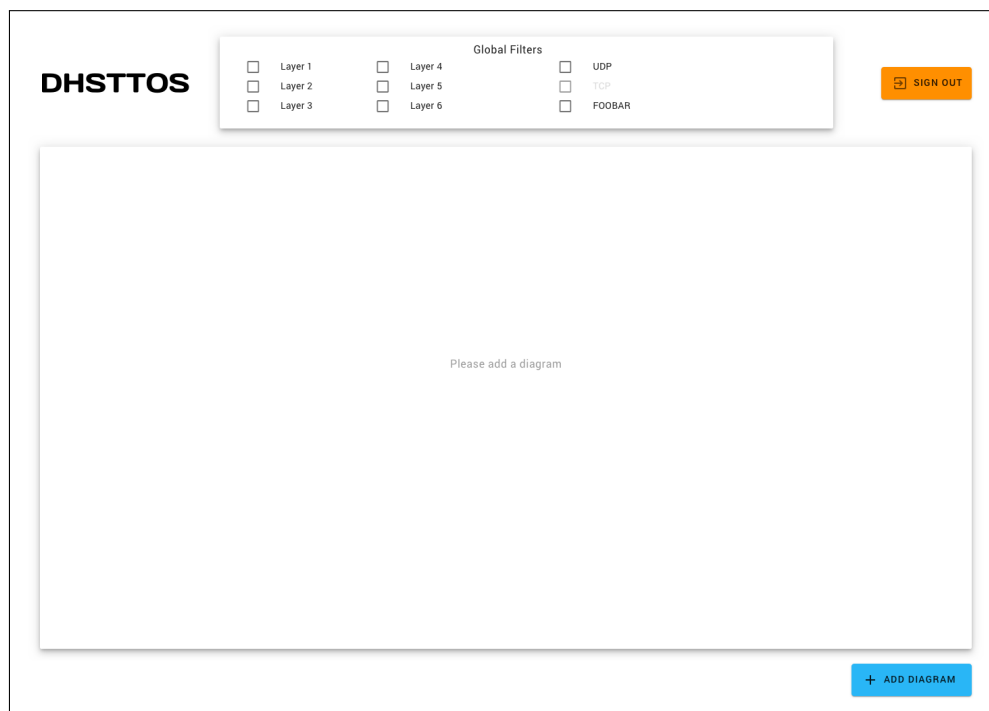 DHSTTOS
Global Filters
Layer 1
Layer 4
UDP
Layer 2
Layer 5
TCP
Layer 3
Layer 6
FOOBAR
SIGN OUT
Please add a diagram
ADD DIAGRAM